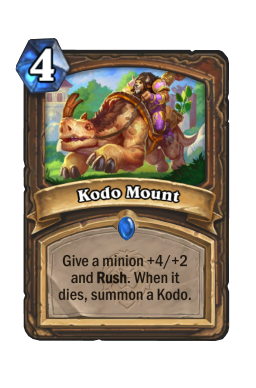 4
Kodo Mount
Give a minion +4/+2
and Rush. When it
dies, summon a Kodo.